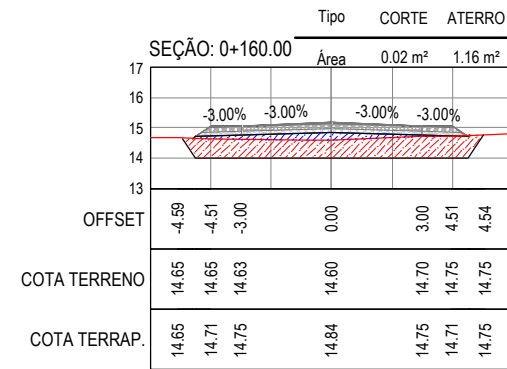 Tipo CORTE ATERRO
SEÇÃO: 0+160.00
Área 0.02 m² 1.16 m²
17
16
-3.00% -3.00% -3.00% -3.00%
15
14
13
OFFSET -4.59 -4.51 -3.00 0.00 3.00 4.51 4.54
COTA TERRENO 14.65 14.65 14.63 14.60 14.70 14.75 14.75
COTA TERRAP. 14.65 14.71 14.75 14.84 14.75 14.71 14.75